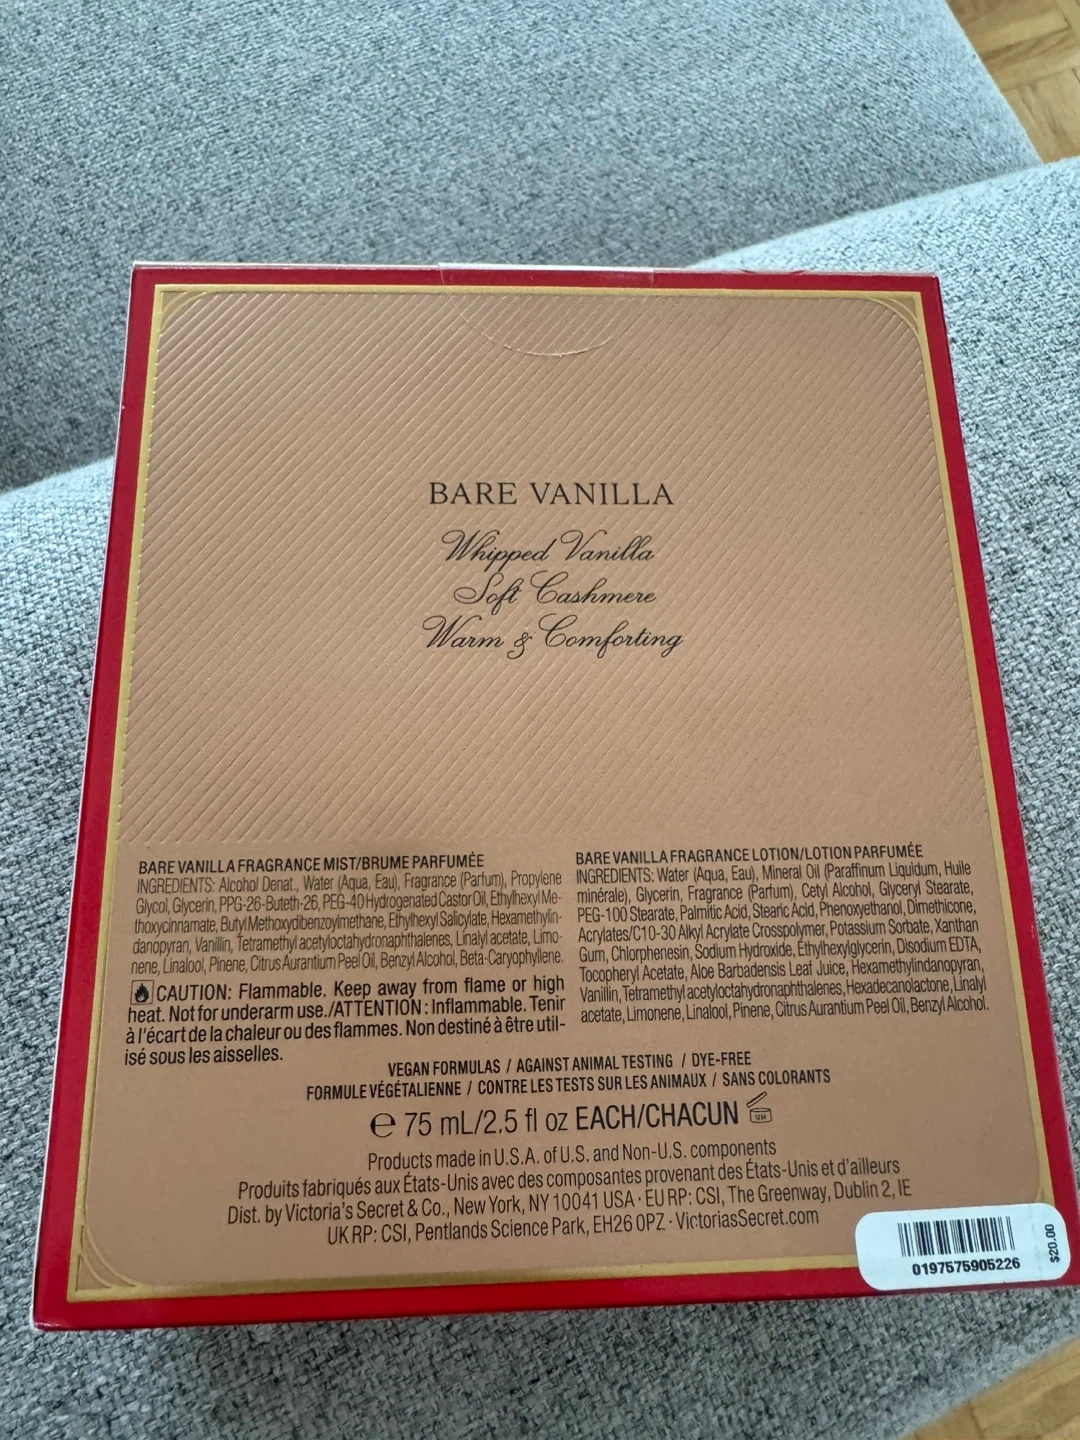 BARE VANILLA
Whipped Vanilla
Soft Cashmere
Warm & Comforting
BARE VANILLA FRAGRANCE MIST/BRUME PARFUMÉE
INGREDIENTS: Alcohol Denat., Water (Aqua, Eau), Fragrance (Parfum), Propylene
Glycol, Glycerin, PPG-26-Buteth-26, PEG-40 Hydrogenated Castor Oil, Ethylhexyl Me-
thoxycinnamate, Butyl Methoxydibenzoylmethane, Ethylhexyl Salicylate, Hexamethylin-
danopyran, Vanillin, Tetramethyl acetyloctahydronaphthalenes, Linalyl acetate, Limo-
nene, Linalool, Pinene, Citrus Aurantium Peel Oil, Benzyl Alcohol, Beta-Caryophyllene.
CAUTION: Flammable. Keep away from flame or high
heat. Not for underarm use./ATTENTION : Inflammable. Tenir
à l'écart de la chaleur ou des flammes. Non destiné à être util-
isé sous les aisselles.
BARE VANILLA FRAGRANCE LOTION/LOTION PARFUMÉE
INGREDIENTS: Water (Aqua, Eau), Mineral Oil (Paraffinum Liquidum, Huile
minérale), Glycerin, Fragrance (Parfum), Cetyl Alcohol, Glyceryl Stearate,
PEG-100 Stearate, Palmitic Acid, Stearic Acid, Phenoxyethanol, Dimethicone,
Acrylates/C10-30 Alkyl Acrylate Crosspolymer, Potassium Sorbate, Xanthan
Gum, Chlorphenesin, Sodium Hydroxide, Ethylhexylglycerin, Disodium EDTA,
Tocopheryl Acetate, Aloe Barbadensis Leaf Juice, Hexamethylindanopyran,
Vanillin, Tetramethyl acetyloctahydronaphthalenes, Hexadecanolactone, Linalyl
acetate, Limonene, Linalool, Pinene, Citrus Aurantium Peel Oil, Benzyl Alcohol.
VEGAN FORMULAS / AGAINST ANIMAL TESTING / DYE-FREE
FORMULE VÉGÉTALIENNE / CONTRE LES TESTS SUR LES ANIMAUX / SANS COLORANTS
℮ 75 mL/2.5 fl oz EACH/CHACUN 12M
Products made in U.S.A. of U.S. and Non-U.S. components
Produits fabriqués aux États-Unis avec des composantes provenant des États-Unis et d'ailleurs
Dist. by Victoria's Secret & Co., New York, NY 10041 USA · EU RP: CSI, The Greenway, Dublin 2, IE
UK RP: CSI, Pentlands Science Park, EH26 0PZ · VictoriasSecret.com
0197575905226
$20.00